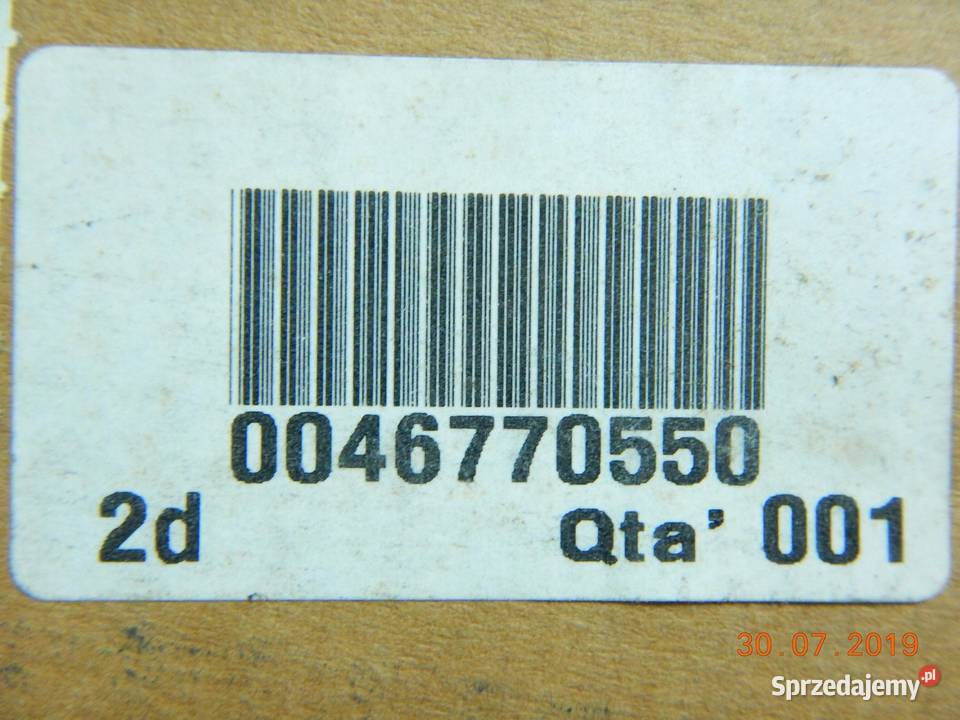 0046770550
2d Qta' 001
30.07.2019
Sprzedajemy.pl